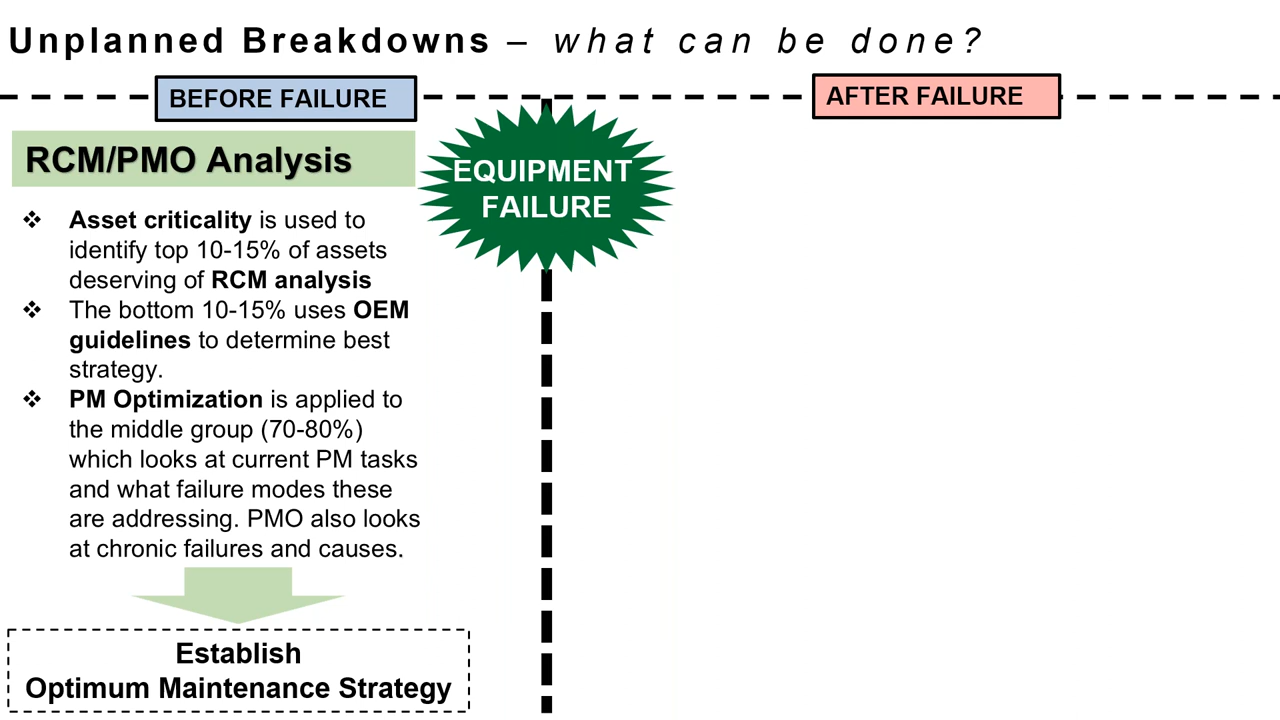 Unplanned Breakdowns – what can be done?
BEFORE FAILURE
AFTER FAILURE
RCM/PMO Analysis
EQUIPMENT
FAILURE
❖ Asset criticality is used to
identify top 10-15% of assets
deserving of RCM analysis
❖ The bottom 10-15% uses OEM
guidelines to determine best
strategy.
❖ PM Optimization is applied to
the middle group (70-80%)
which looks at current PM tasks
and what failure modes these
are addressing. PMO also looks
at chronic failures and causes.
Establish
Optimum Maintenance Strategy